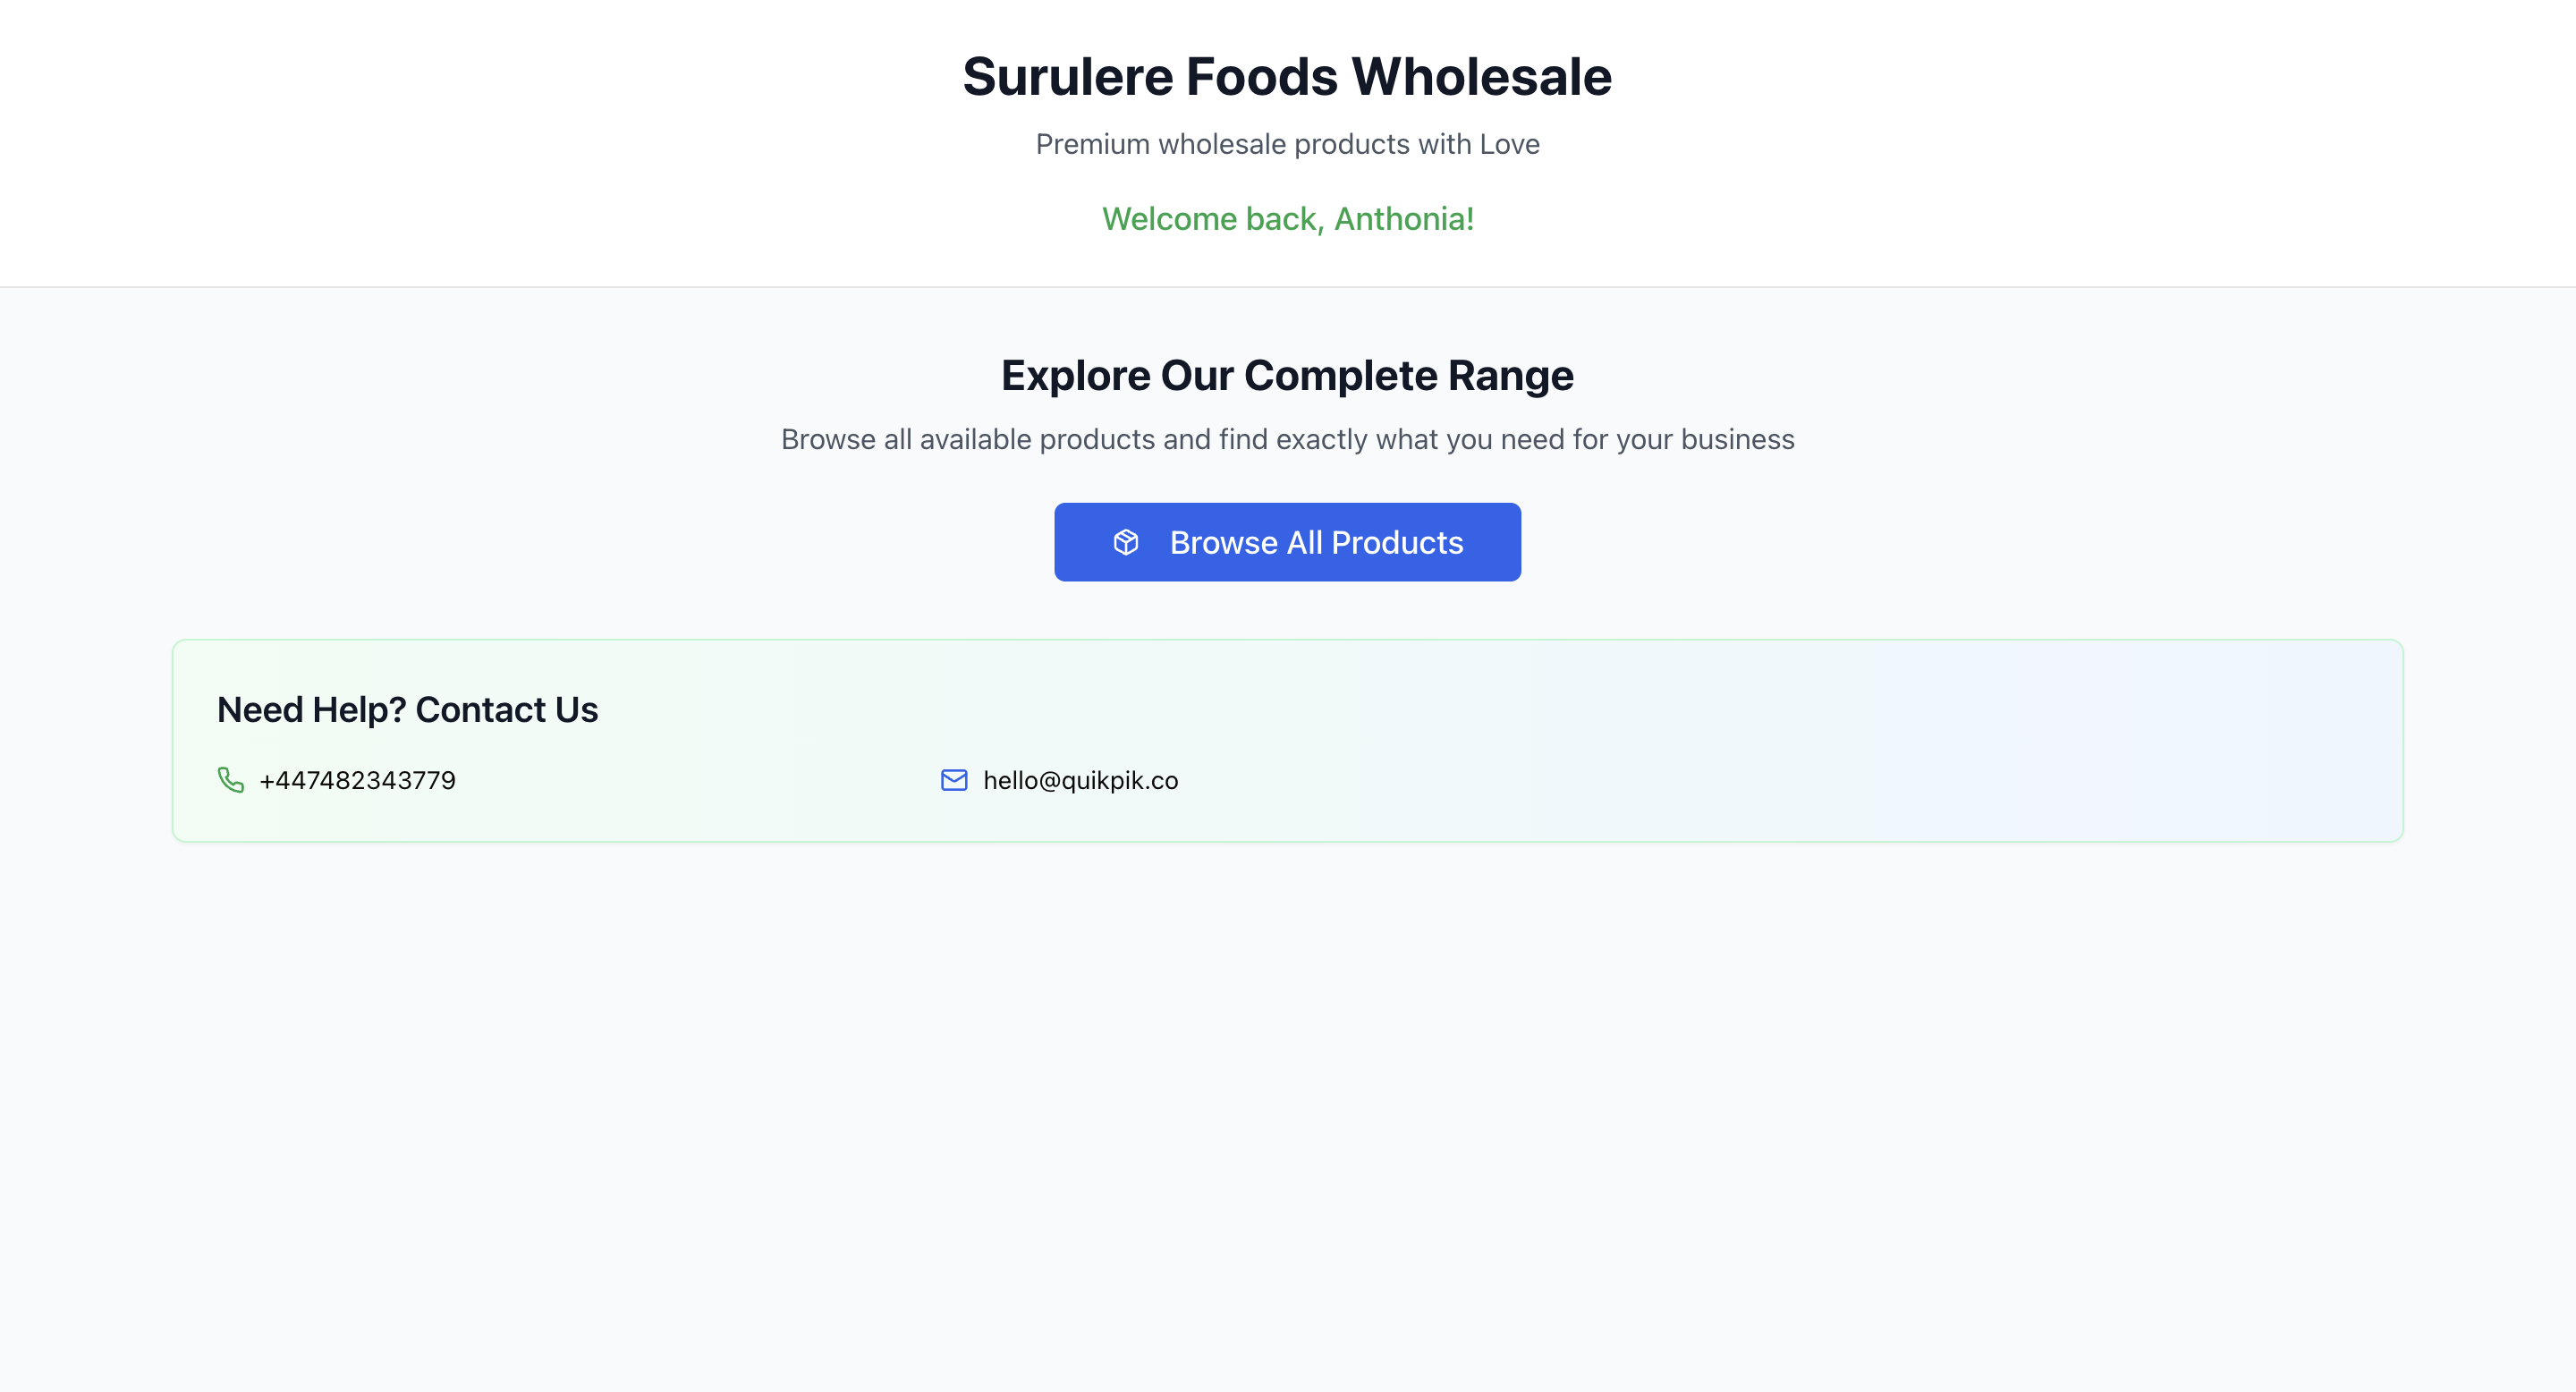 Surulere Foods Wholesale
Premium wholesale products with Love
Welcome back, Anthonia!
Explore Our Complete Range
Browse all available products and find exactly what you need for your business
Browse All Products
Need Help? Contact Us
+447482343779
hello@quikpik.co